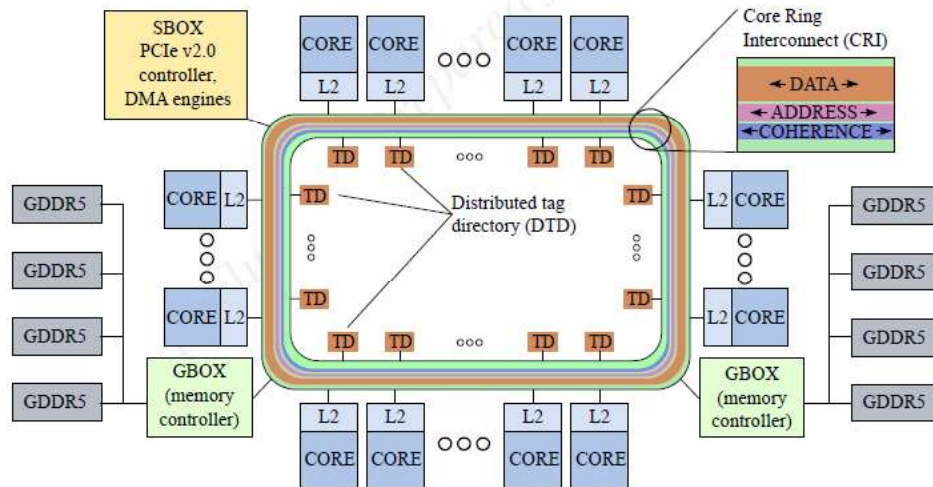 SBOX
PCIe v2.0
controller,
DMA engines
CORE
CORE
CORE
CORE
L2
L2
L2
L2
Core Ring
Interconnect (CRI)
DATA
ADDRESS
COHERENCE
TD
TD
TD
TD
TD
TD
Distributed tag
directory (DTD)
GDDR5
GDDR5
GDDR5
GDDR5
CORE
L2
CORE
L2
L2
CORE
L2
CORE
GDDR5
GDDR5
GDDR5
GDDR5
TD
TD
TD
TD
TD
TD
GBOX
(memory
controller)
GBOX
(memory
controller)
L2
L2
L2
L2
CORE
CORE
CORE
CORE